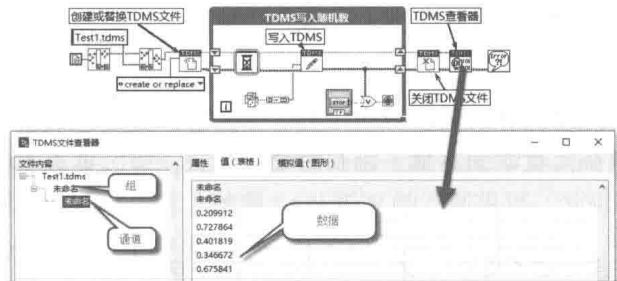 创建或替换TDMS文件
TDMS写入随机数
TDMS查看器
Test1.tdms
写入TDMS
create or replace
关闭TDMS文件
TDMS文件查看器
文件内容
属性 值（表格） 模拟值（图形）
Test1.tdms
未命名
组
未命名
通道
未命名
未命名
0.209912
0.727864
0.401819
0.346672
0.675841
数据